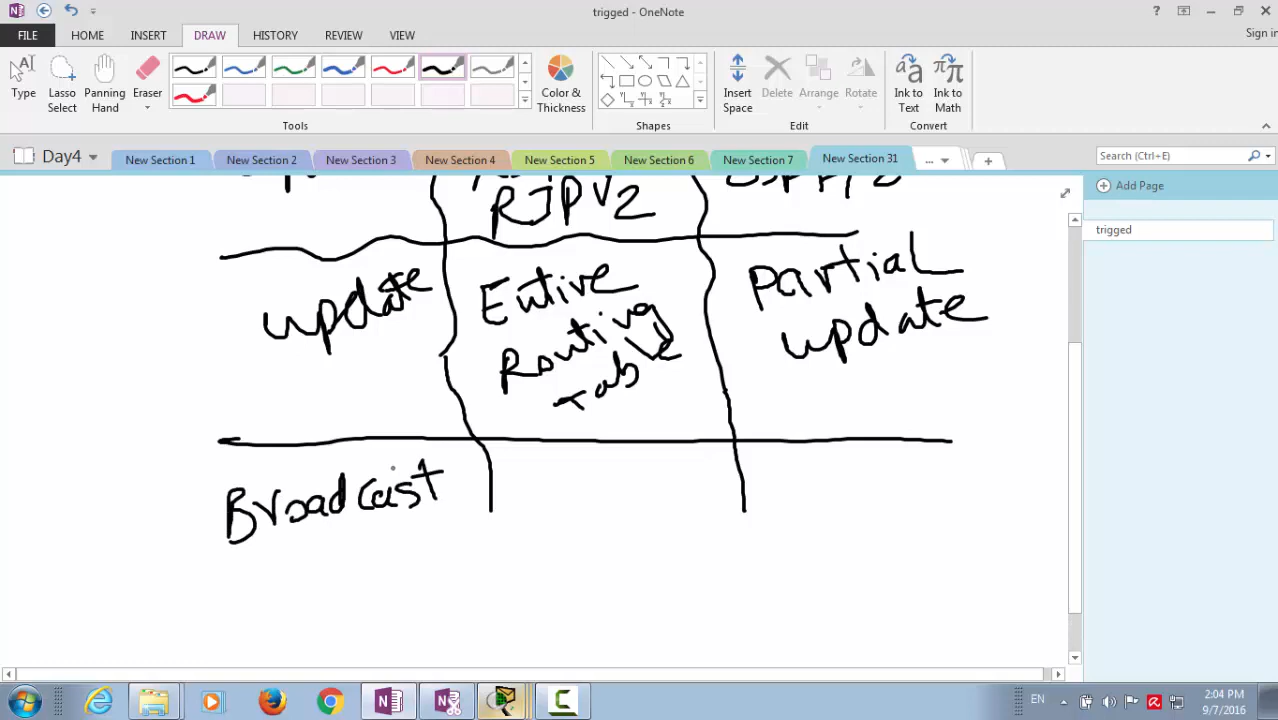 trigged - OneNote
FILE HOME INSERT DRAW HISTORY REVIEW VIEW
Sign in
Type Lasso Select Panning Hand Eraser Color & Thickness Insert Space Delete Arrange Rotate Ink to Text Ink to Math
Tools Shapes Edit Convert
Day4 New Section 1 New Section 2 New Section 3 New Section 4 New Section 5 New Section 6 New Section 7 New Section 31 ... Search (Ctrl+E)
Add Page
trigged
RIPV2
update Entire Routing Table Partial update
Broadcast
EN 2:04 PM
9/7/2016